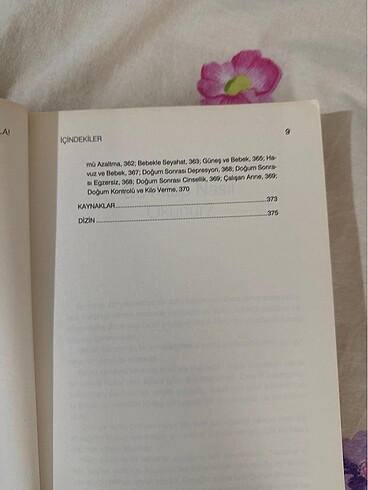 LA!
İÇİNDEKİLER 9
mü Azaltma, 362; Bebekle Seyahat, 363; Güneş ve Bebek, 365; Ha-
vuz ve Bebek, 367; Doğum Sonrası Depresyon, 368; Doğum Sonra-
sı Egzersiz, 368; Doğum Sonrası Cinsellik, 369; Çalışan Anne, 369;
Doğum Kontrolü ve Kilo Verme, 370
KAYNAKLAR 373
DİZİN 375